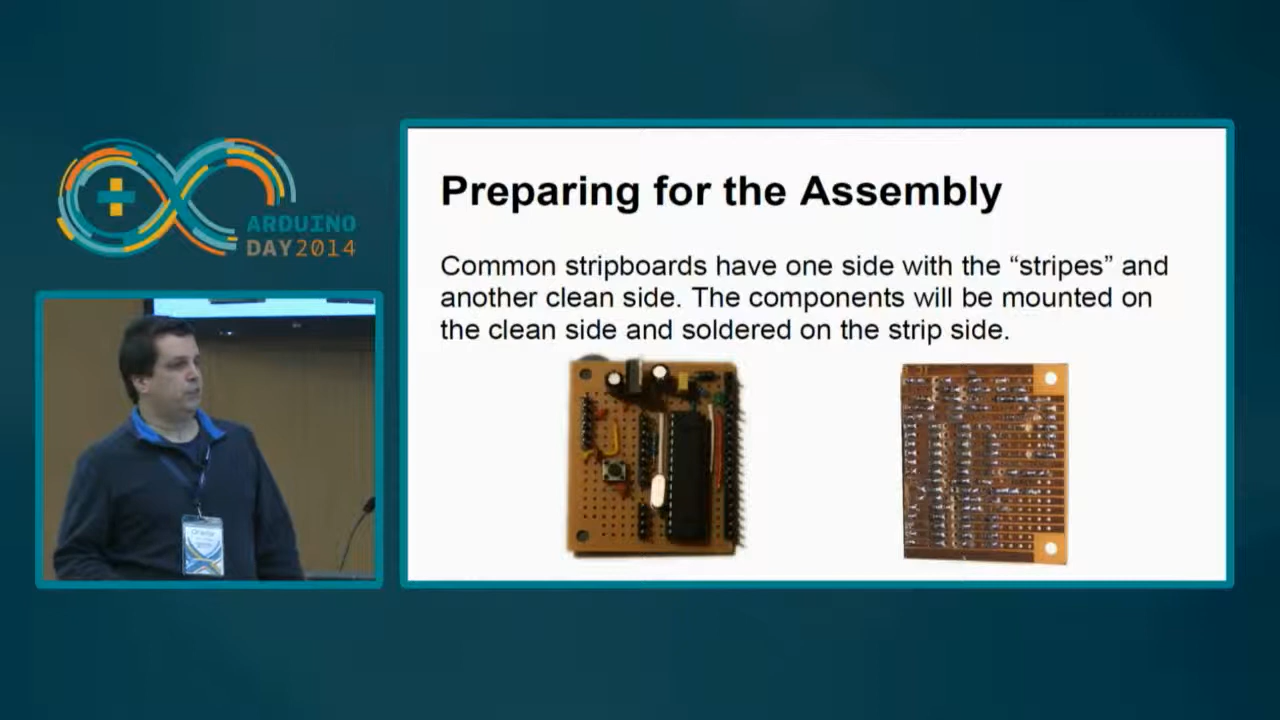 ARDUINO
DAY2014
Preparing for the Assembly
Common stripboards have one side with the “stripes” and
another clean side. The components will be mounted on
the clean side and soldered on the strip side.